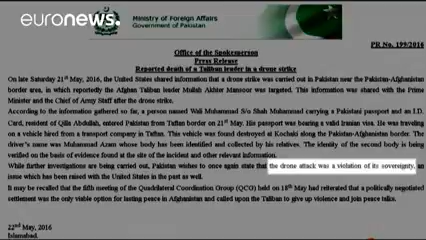 euronews.
Ministry of Foreign Affairs
Government of Pakistan
PR No. 199/2016
Office of the Spokesperson
Press Release
Reported death of a Taliban leader in a drone strike
On late Saturday 21st May, 2016, the United States shared information that a drone strike was carried out in Pakistan near the Pakistan-Afghanistan
border area, in which reportedly the Afghan Taliban leader Mullah Akhter Mansoor was targeted. This information was shared with the Prime
Minister and the Chief of Army Staff after the drone strike.
According to the information gathered so far, a person named Wali Muhammad S/o Shah Muhammad carrying a Pakistani passport and an I.D.
Card, resident of Qilla Abdullah, entered Pakistan from Taftan border on 21st May. His passport was bearing a valid Iranian visa. He was traveling
on a vehicle hired from a transport company in Taftan. This vehicle was found destroyed at Kochaki along the Pakistan-Afghanistan border. The
driver's name was Muhammad Azam whose body has been identified and collected by his relatives. The identity of the second body is being
verified on the basis of evidence found at the site of the incident and other relevant information.
While further investigations are being carried out, Pakistan wishes to once again state that the drone attack was a violation of its sovereignty, an
issue which has been raised with the United States in the past as well.
It may be recalled that the fifth meeting of the Quadrilateral Coordination Group (QCG) held on 18th May had reiterated that a politically negotiated
settlement was the only viable option for lasting peace in Afghanistan and called upon the Taliban to give up violence and join peace talks.
22nd May, 2016
Islamabad.